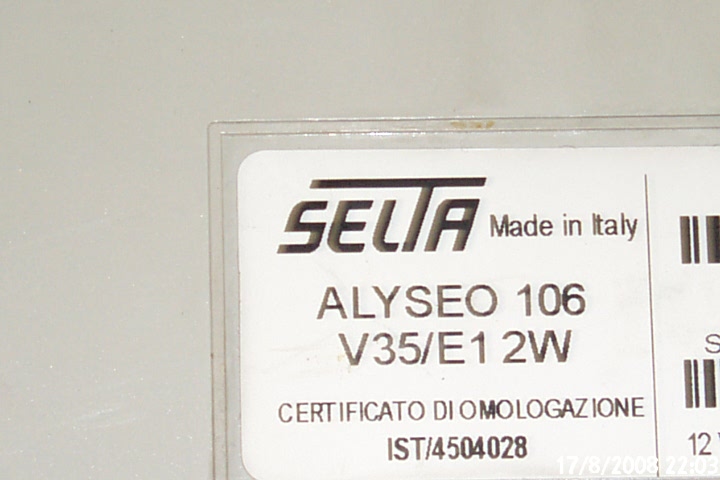 SELTA Made in Italy
ALYSEO 106
V35/E1 2W
CERTIFICATO DI OMOLOGAZIONE
IST/4504028
S
12
17/8/2008 22:03